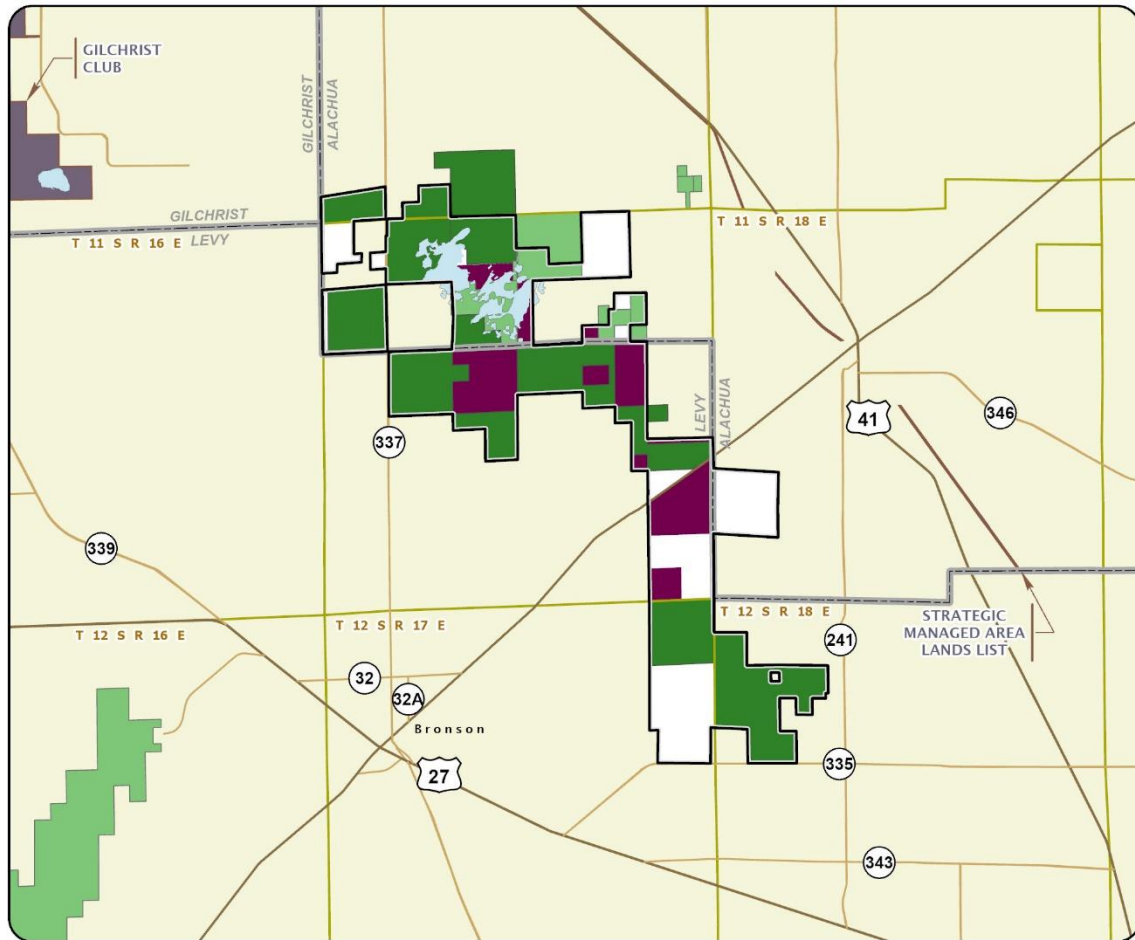 GILCHRIST
CLUB
GILCHRIST
ALACHUA
GILCHRIST
LEVY
T 11 S R 16 E
T 11 S R 18 E
337
LEVY
ALACHUA
41
346
339
T 12 S R 16 E
T 12 S R 17 E
T 12 S R 18 E
STRATEGIC
MANAGED AREA
LANDS LIST
241
32
32A
Bronson
27
335
343